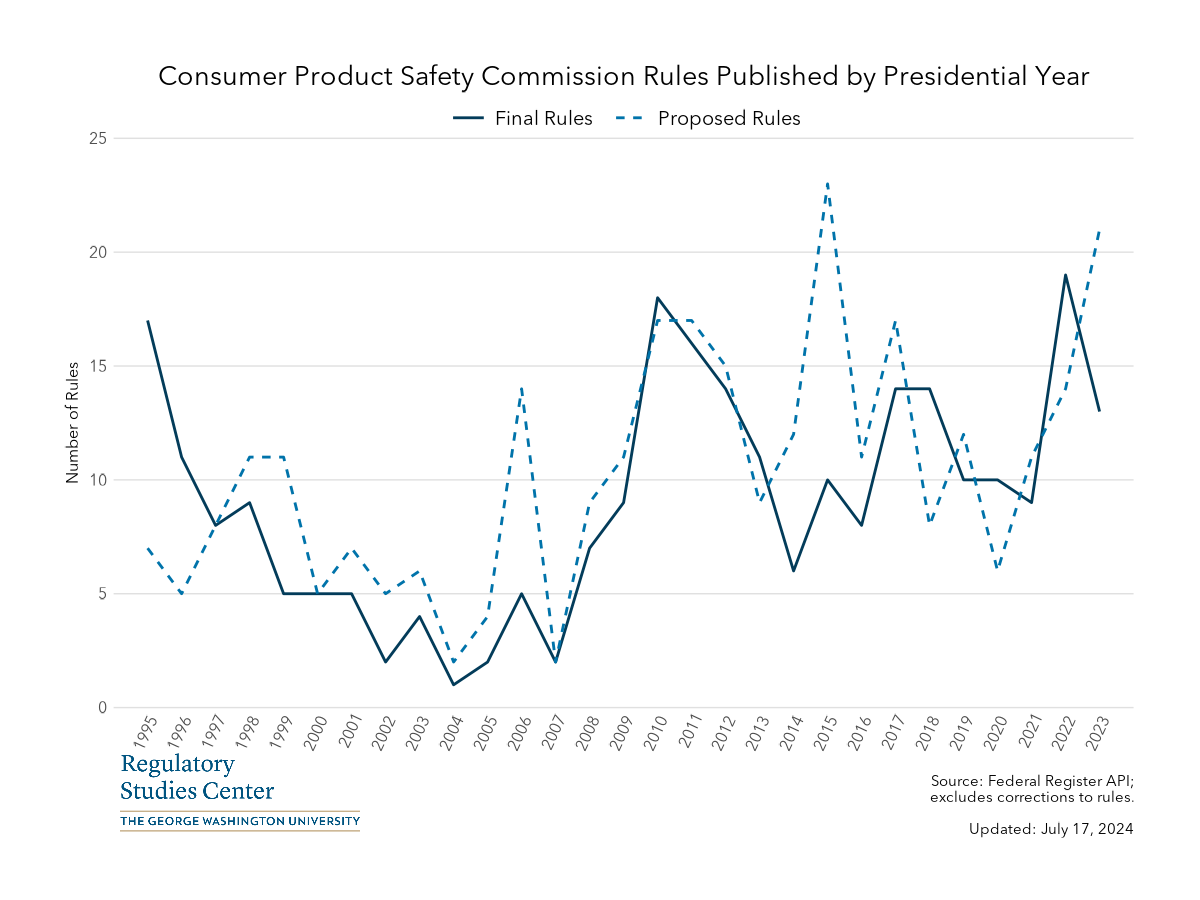 Consumer Product Safety Commission Rules Published by Presidential Year
Final Rules Proposed Rules
25
20
15
10
5
0
Number of Rules
1995 1996 1997 1998 1999 2000 2001 2002 2003 2004 2005 2006 2007 2008 2009 2010 2011 2012 2013 2014 2015 2016 2017 2018 2019 2020 2021 2022 2023
Regulatory
Studies Center
THE GEORGE WASHINGTON UNIVERSITY
Source: Federal Register API;
excludes corrections to rules.
Updated: July 17, 2024